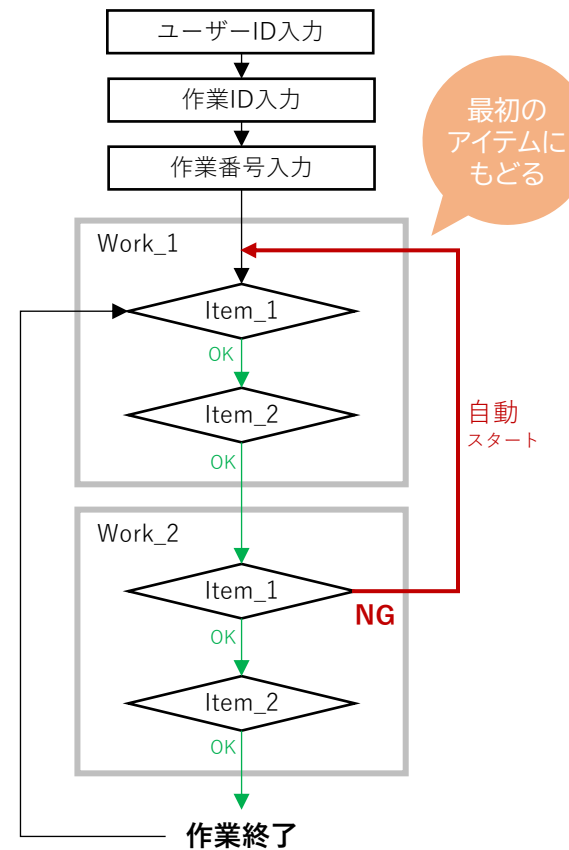 ユーザーID入力
作業ID入力
作業番号入力
最初の
アイテムに
もどる
Work_1
Item_1
OK
Item_2
OK
自動
スタート
Work_2
Item_1
NG
OK
Item_2
OK
作業終了